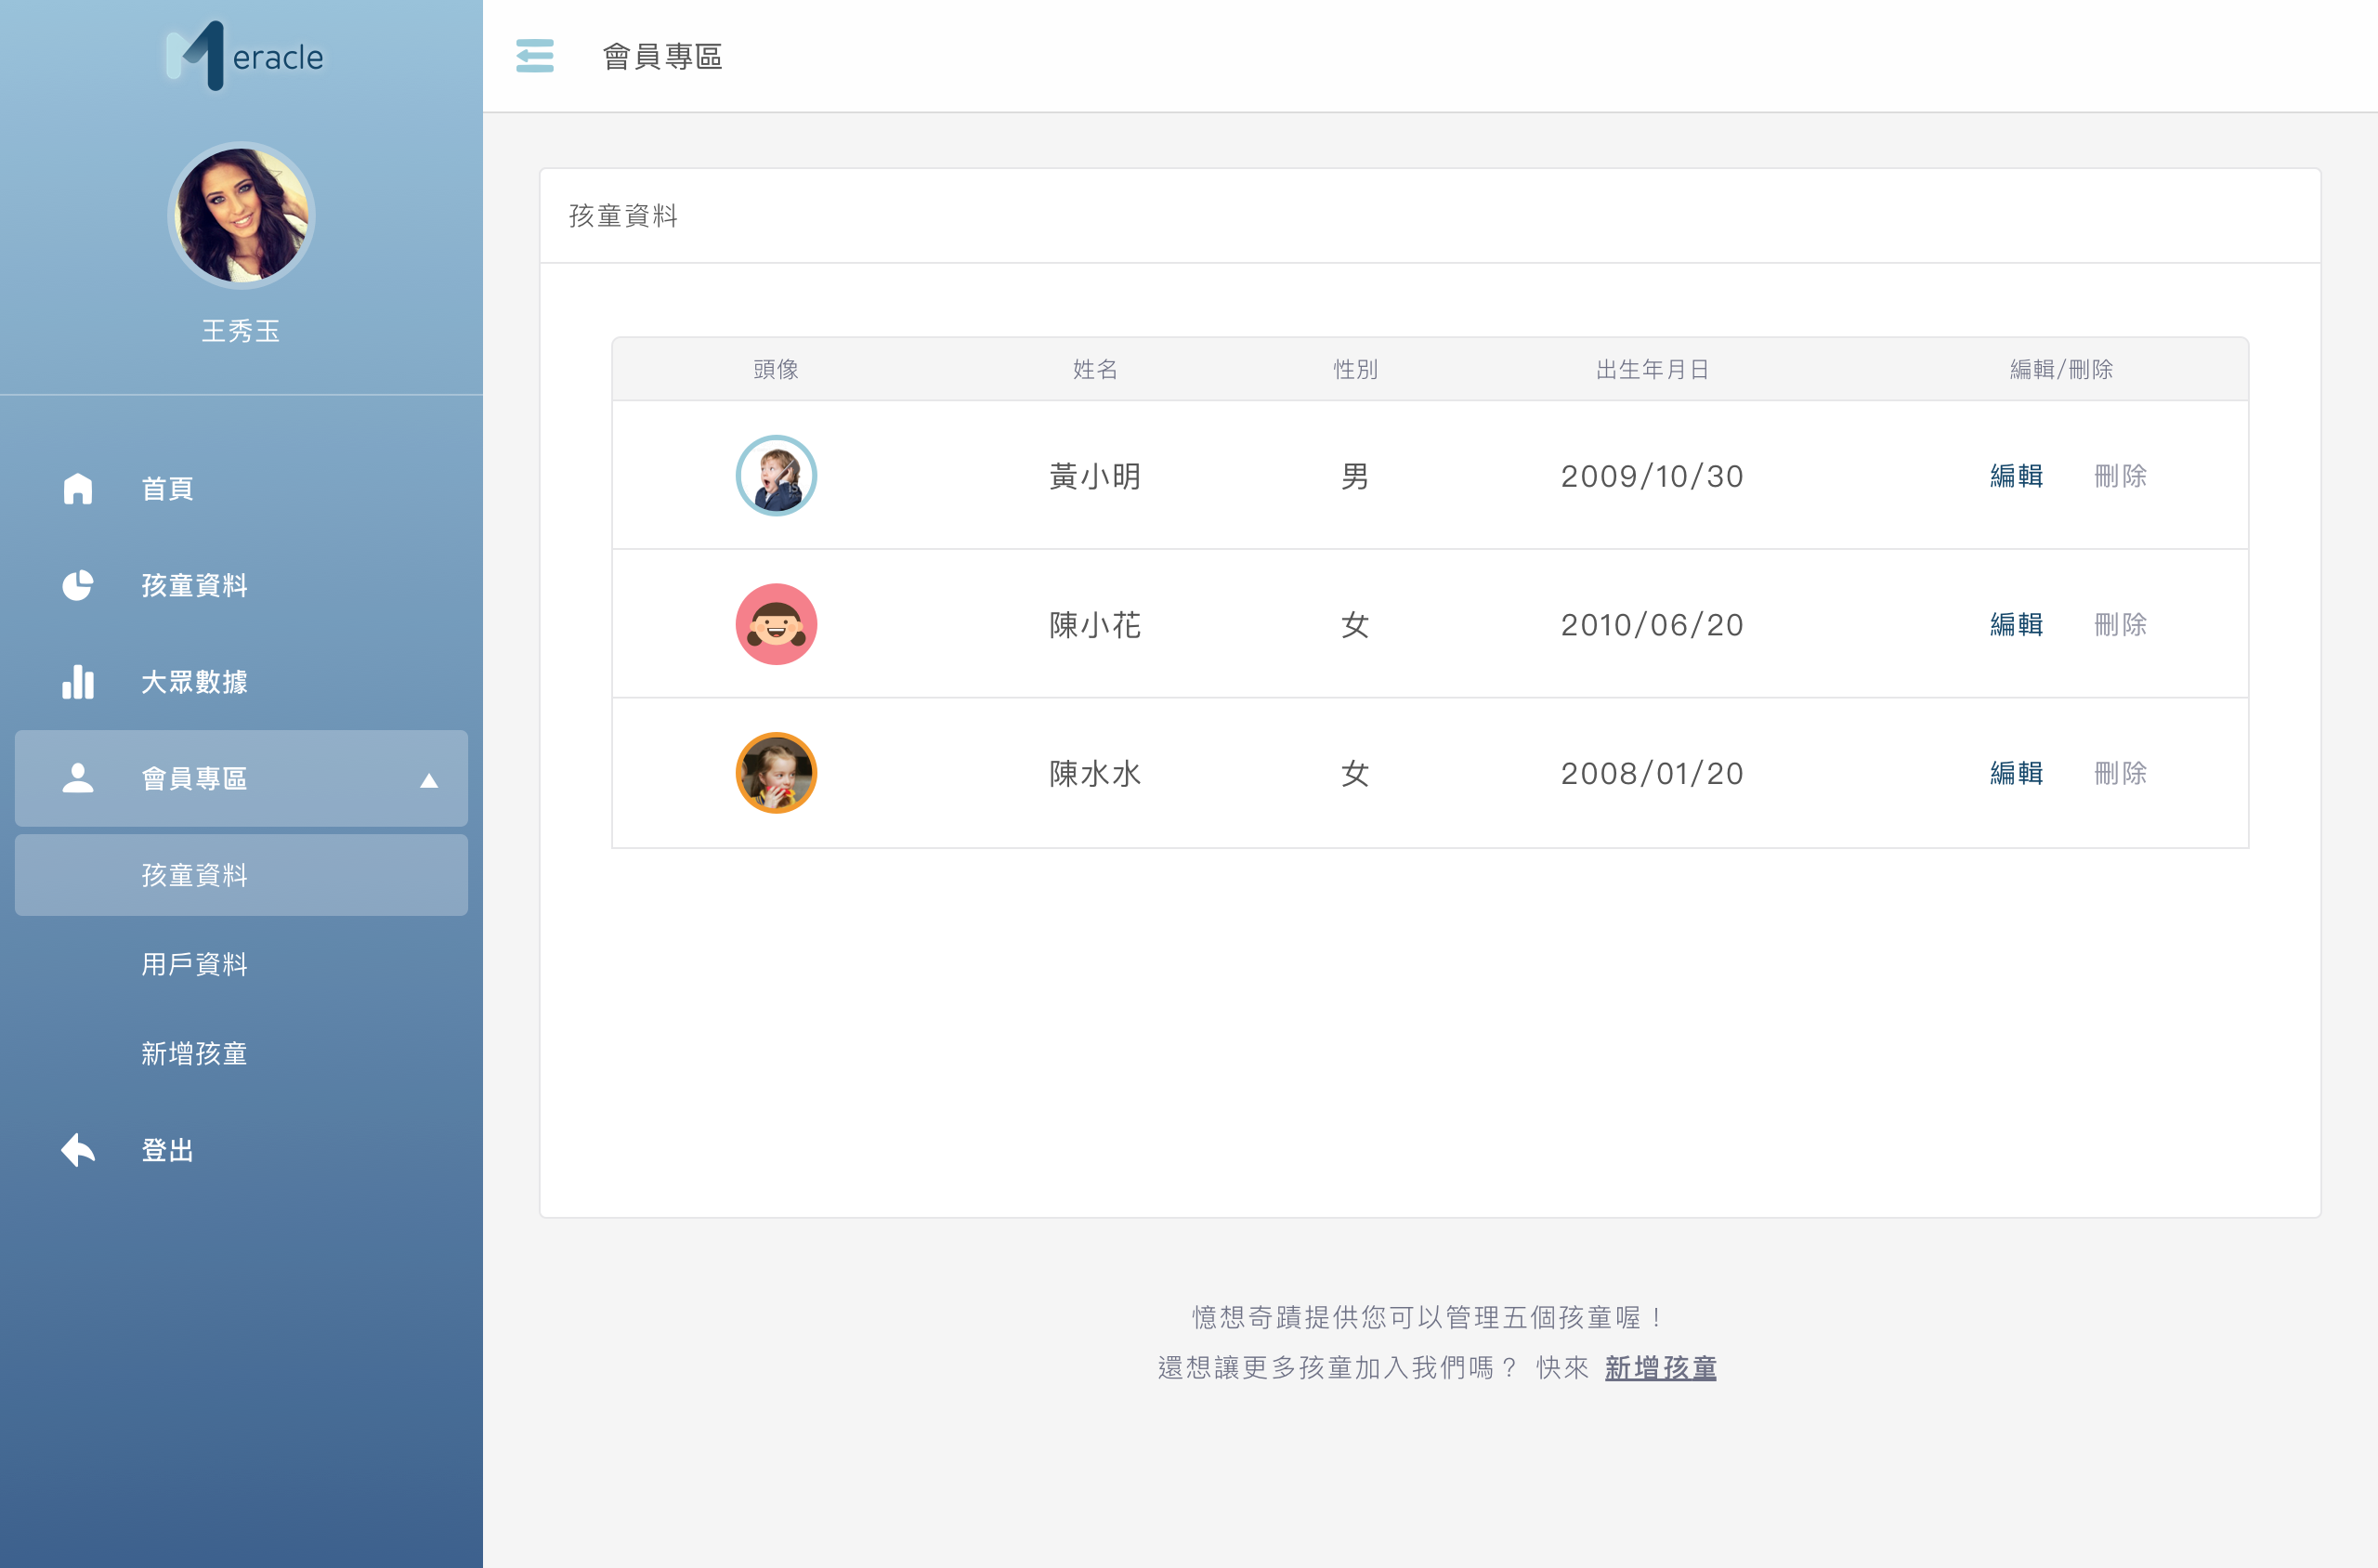 Meracle
王秀玉
首頁
孩童資料
大眾數據
會員專區
孩童資料
用戶資料
新增孩童
登出
會員專區
孩童資料
頭像 姓名 性別 出生年月日 編輯/刪除
黃小明 男 2009/10/30 編輯 刪除
陳小花 女 2010/06/20 編輯 刪除
陳水水 女 2008/01/20 編輯 刪除
憶想奇蹟提供您可以管理五個孩童喔！
還想讓更多孩童加入我們嗎？ 快來 新增孩童